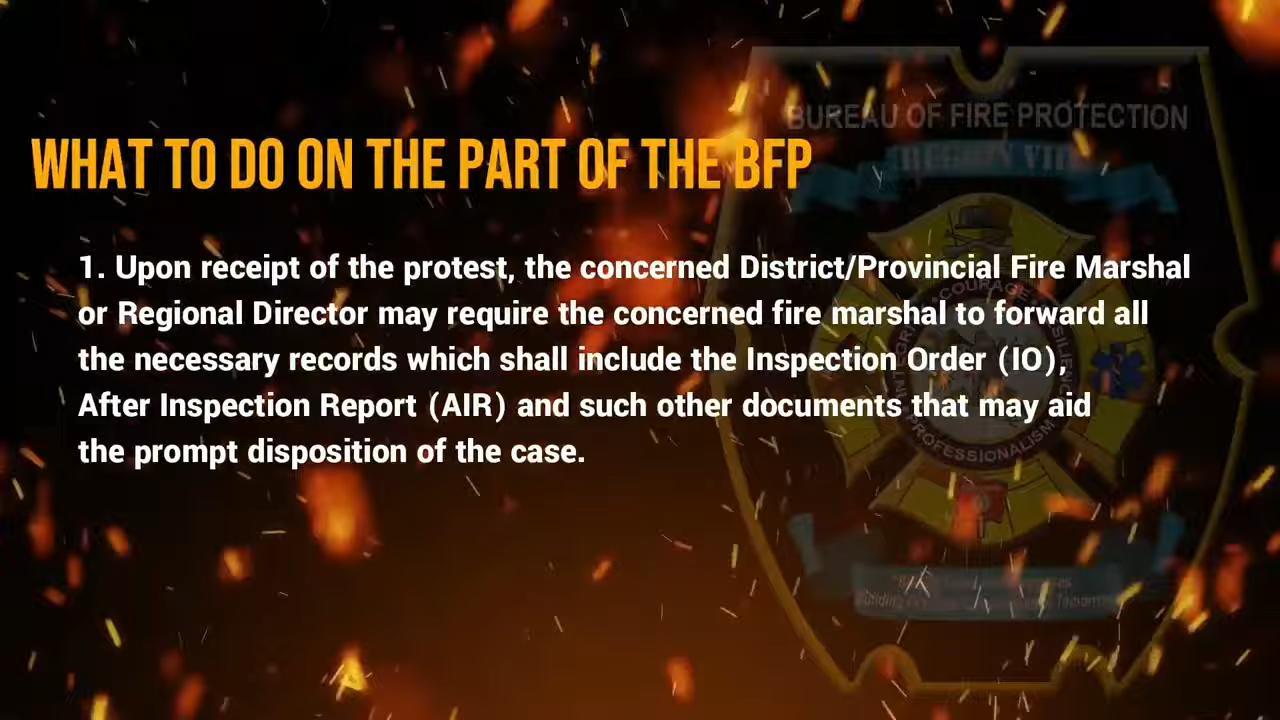 BUREAU OF FIRE PROTECTION
REGION VIII
WHAT TO DO ON THE PART OF THE BFP
1. Upon receipt of the protest, the concerned District/Provincial Fire Marshal
or Regional Director may require the concerned fire marshal to forward all
the necessary records which shall include the Inspection Order (IO),
After Inspection Report (AIR) and such other documents that may aid
the prompt disposition of the case.
COURAGE
PROFESSIONALISM